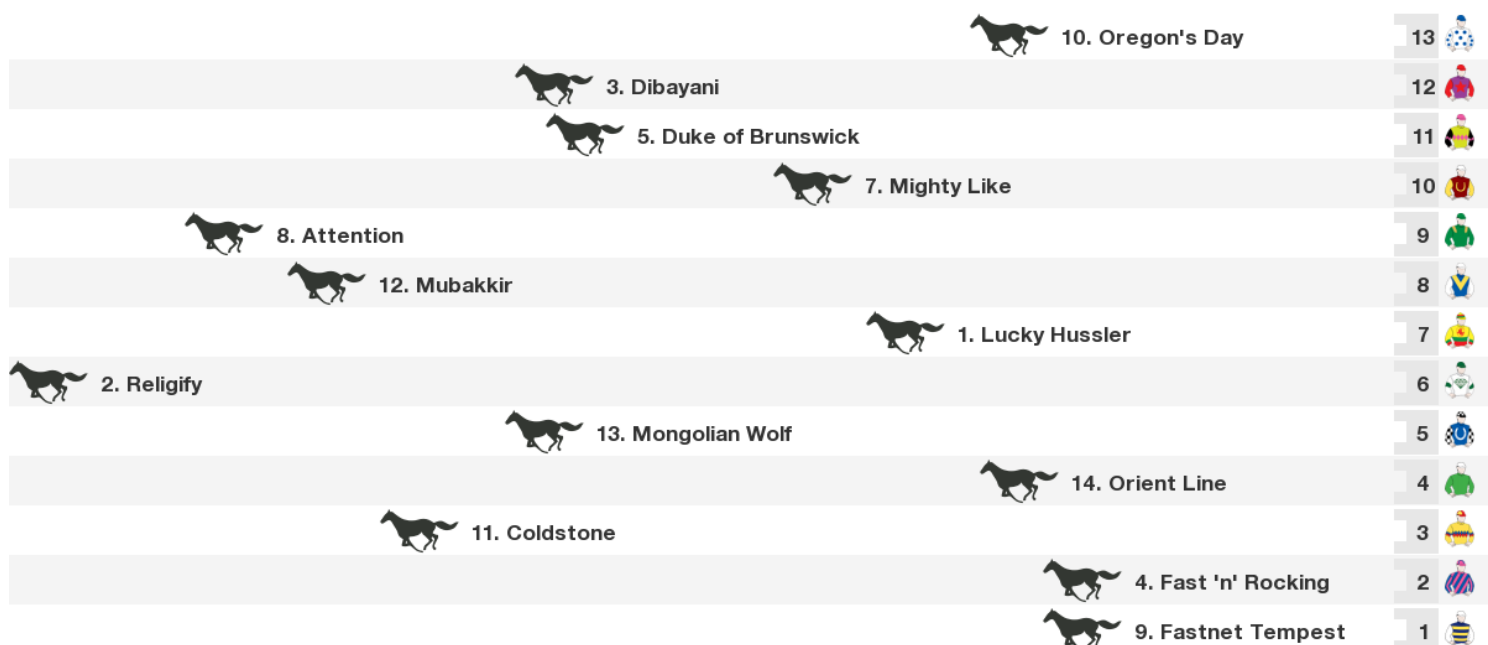 10. Oregon's Day 13
3. Dibayani 12
5. Duke of Brunswick 11
7. Mighty Like 10
8. Attention 9
12. Mubakkir 8
1. Lucky Hussler 7
2. Religify 6
13. Mongolian Wolf 5
14. Orient Line 4
11. Coldstone 3
4. Fast 'n' Rocking 2
9. Fastnet Tempest 1